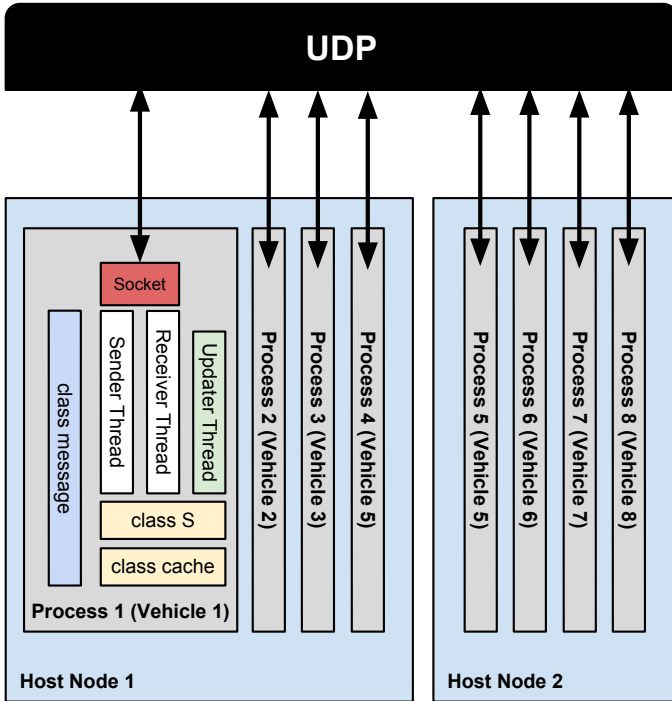 UDP
Socket
class message
Sender Thread
Receiver Thread
Updater Thread
class S
class cache
Process 1 (Vehicle 1)
Process 2 (Vehicle 2)
Process 3 (Vehicle 3)
Process 4 (Vehicle 5)
Host Node 1
Process 5 (Vehicle 5)
Process 6 (Vehicle 6)
Process 7 (Vehicle 7)
Process 8 (Vehicle 8)
Host Node 2